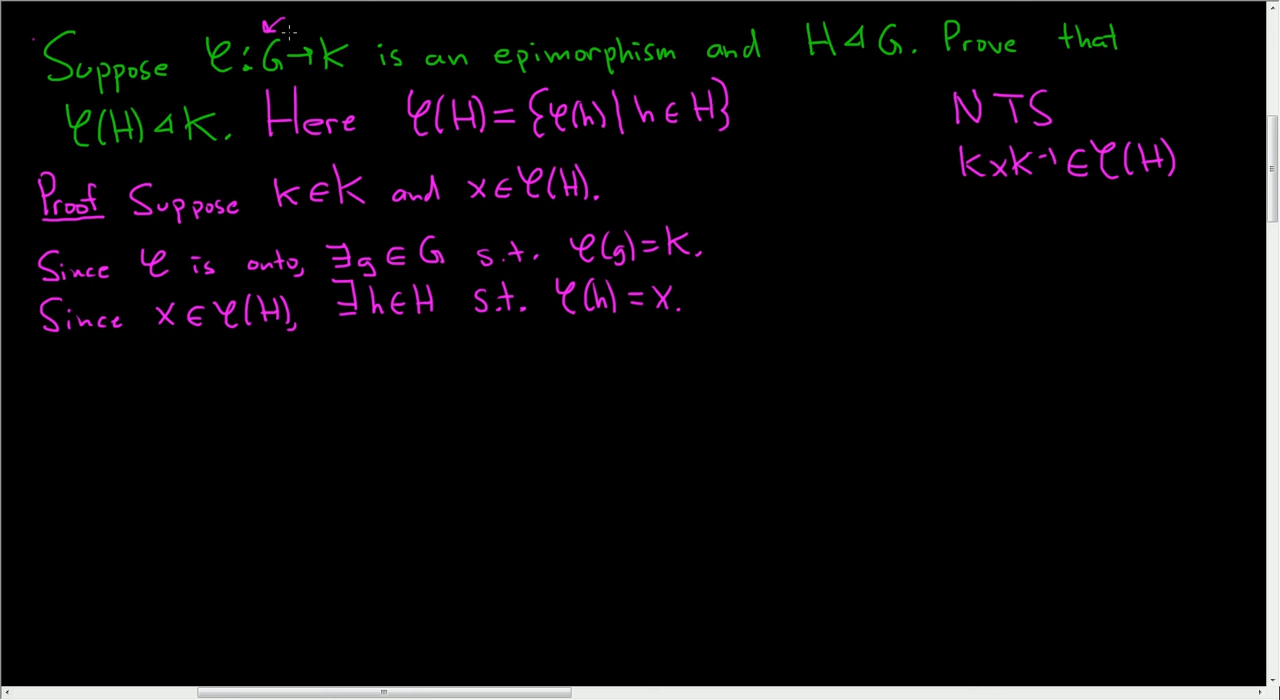 Suppose φ: G → K is an epimorphism and H ⊲ G. Prove that
φ(H) ⊲ K. Here φ(H) = {φ(h) | h ∈ H}
NTS
kxk⁻¹ ∈ φ(H)
Proof Suppose k ∈ K and x ∈ φ(H).
Since φ is onto, ∃g ∈ G s.t. φ(g) = k.
Since x ∈ φ(H), ∃h ∈ H s.t. φ(h) = x.